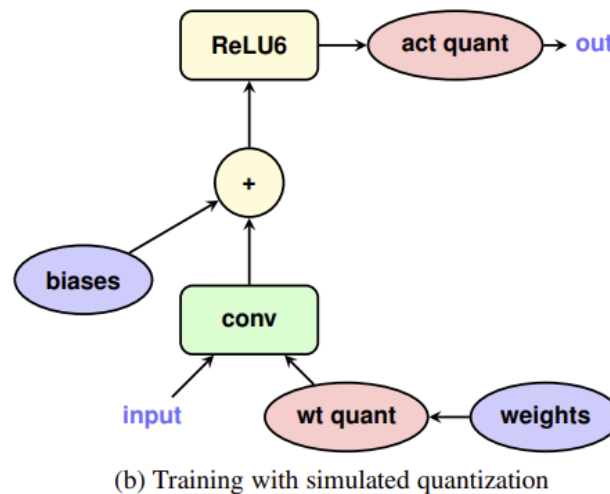 ReLU6
act quant
out
+
biases
conv
input
wt quant
weights
(b) Training with simulated quantization